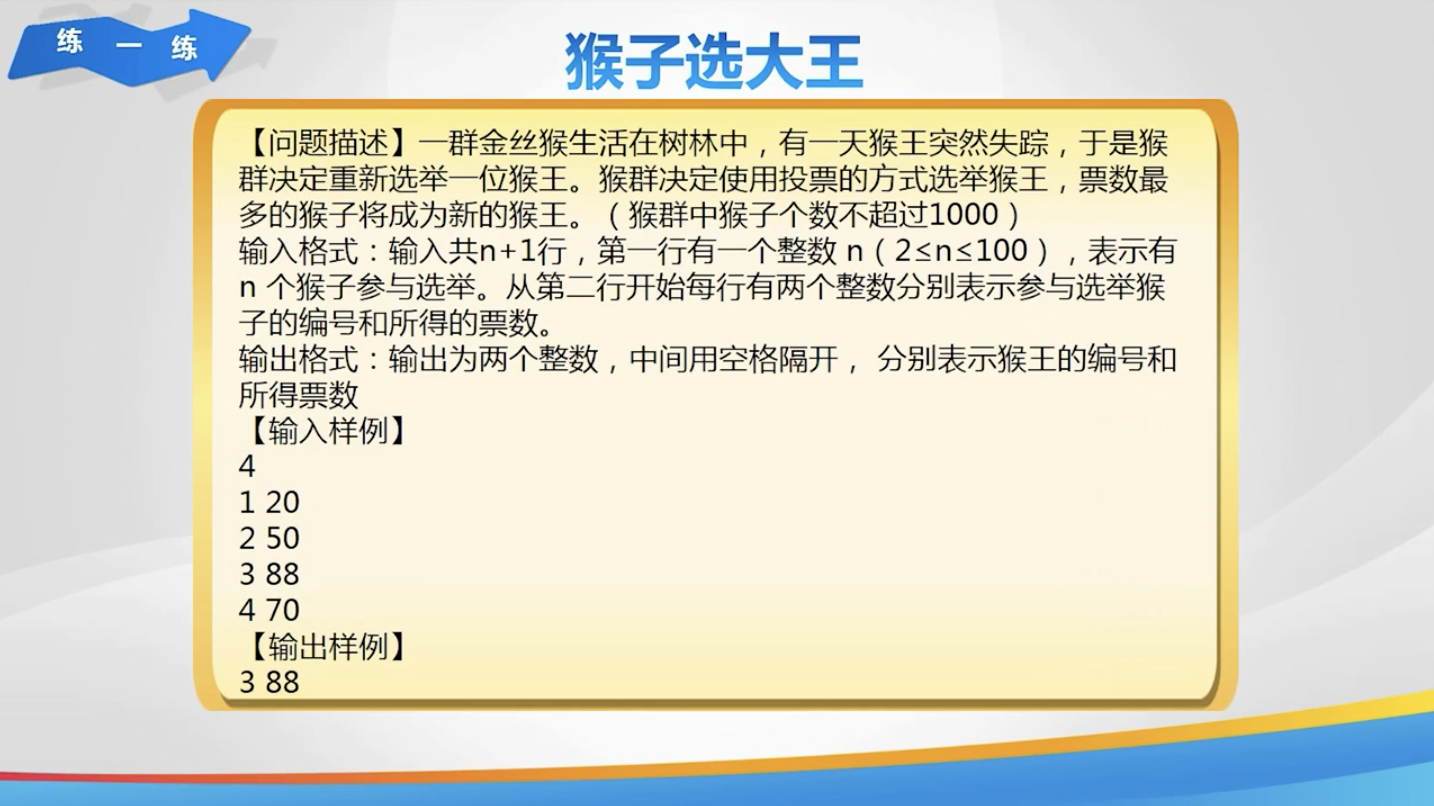 练一练
猴子选大王
【问题描述】一群金丝猴生活在树林中，有一天猴王突然失踪，于是猴
群决定重新选举一位猴王。猴群决定使用投票的方式选举猴王，票数最
多的猴子将成为新的猴王。（猴群中猴子个数不超过1000）
输入格式：输入共n+1行，第一行有一个整数 n（2≤n≤100），表示有
n 个猴子参与选举。从第二行开始每行有两个整数分别表示参与选举猴
子的编号和所得的票数。
输出格式：输出为两个整数，中间用空格隔开， 分别表示猴王的编号和
所得票数
【输入样例】
4
1 20
2 50
3 88
4 70
【输出样例】
3 88